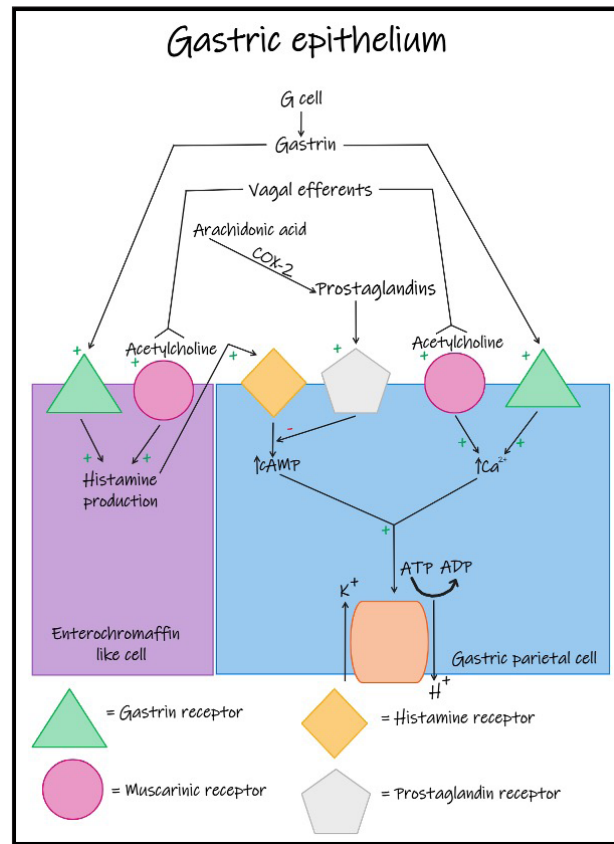 Gastric epithelium
G cell
Gastrin
Vagal efferents
Arachidonic acid
COX-2
Prostaglandins
Acetylcholine
Acetylcholine
+
+
+
+
+
+
-
+
+
+
+
Histamine
production
↑cAMP
↑Ca²⁺
+
ATP ADP
K⁺
H⁺
Enterochromaffin
like cell
Gastric parietal cell
= Gastrin receptor
= Histamine receptor
= Muscarinic receptor
= Prostaglandin receptor